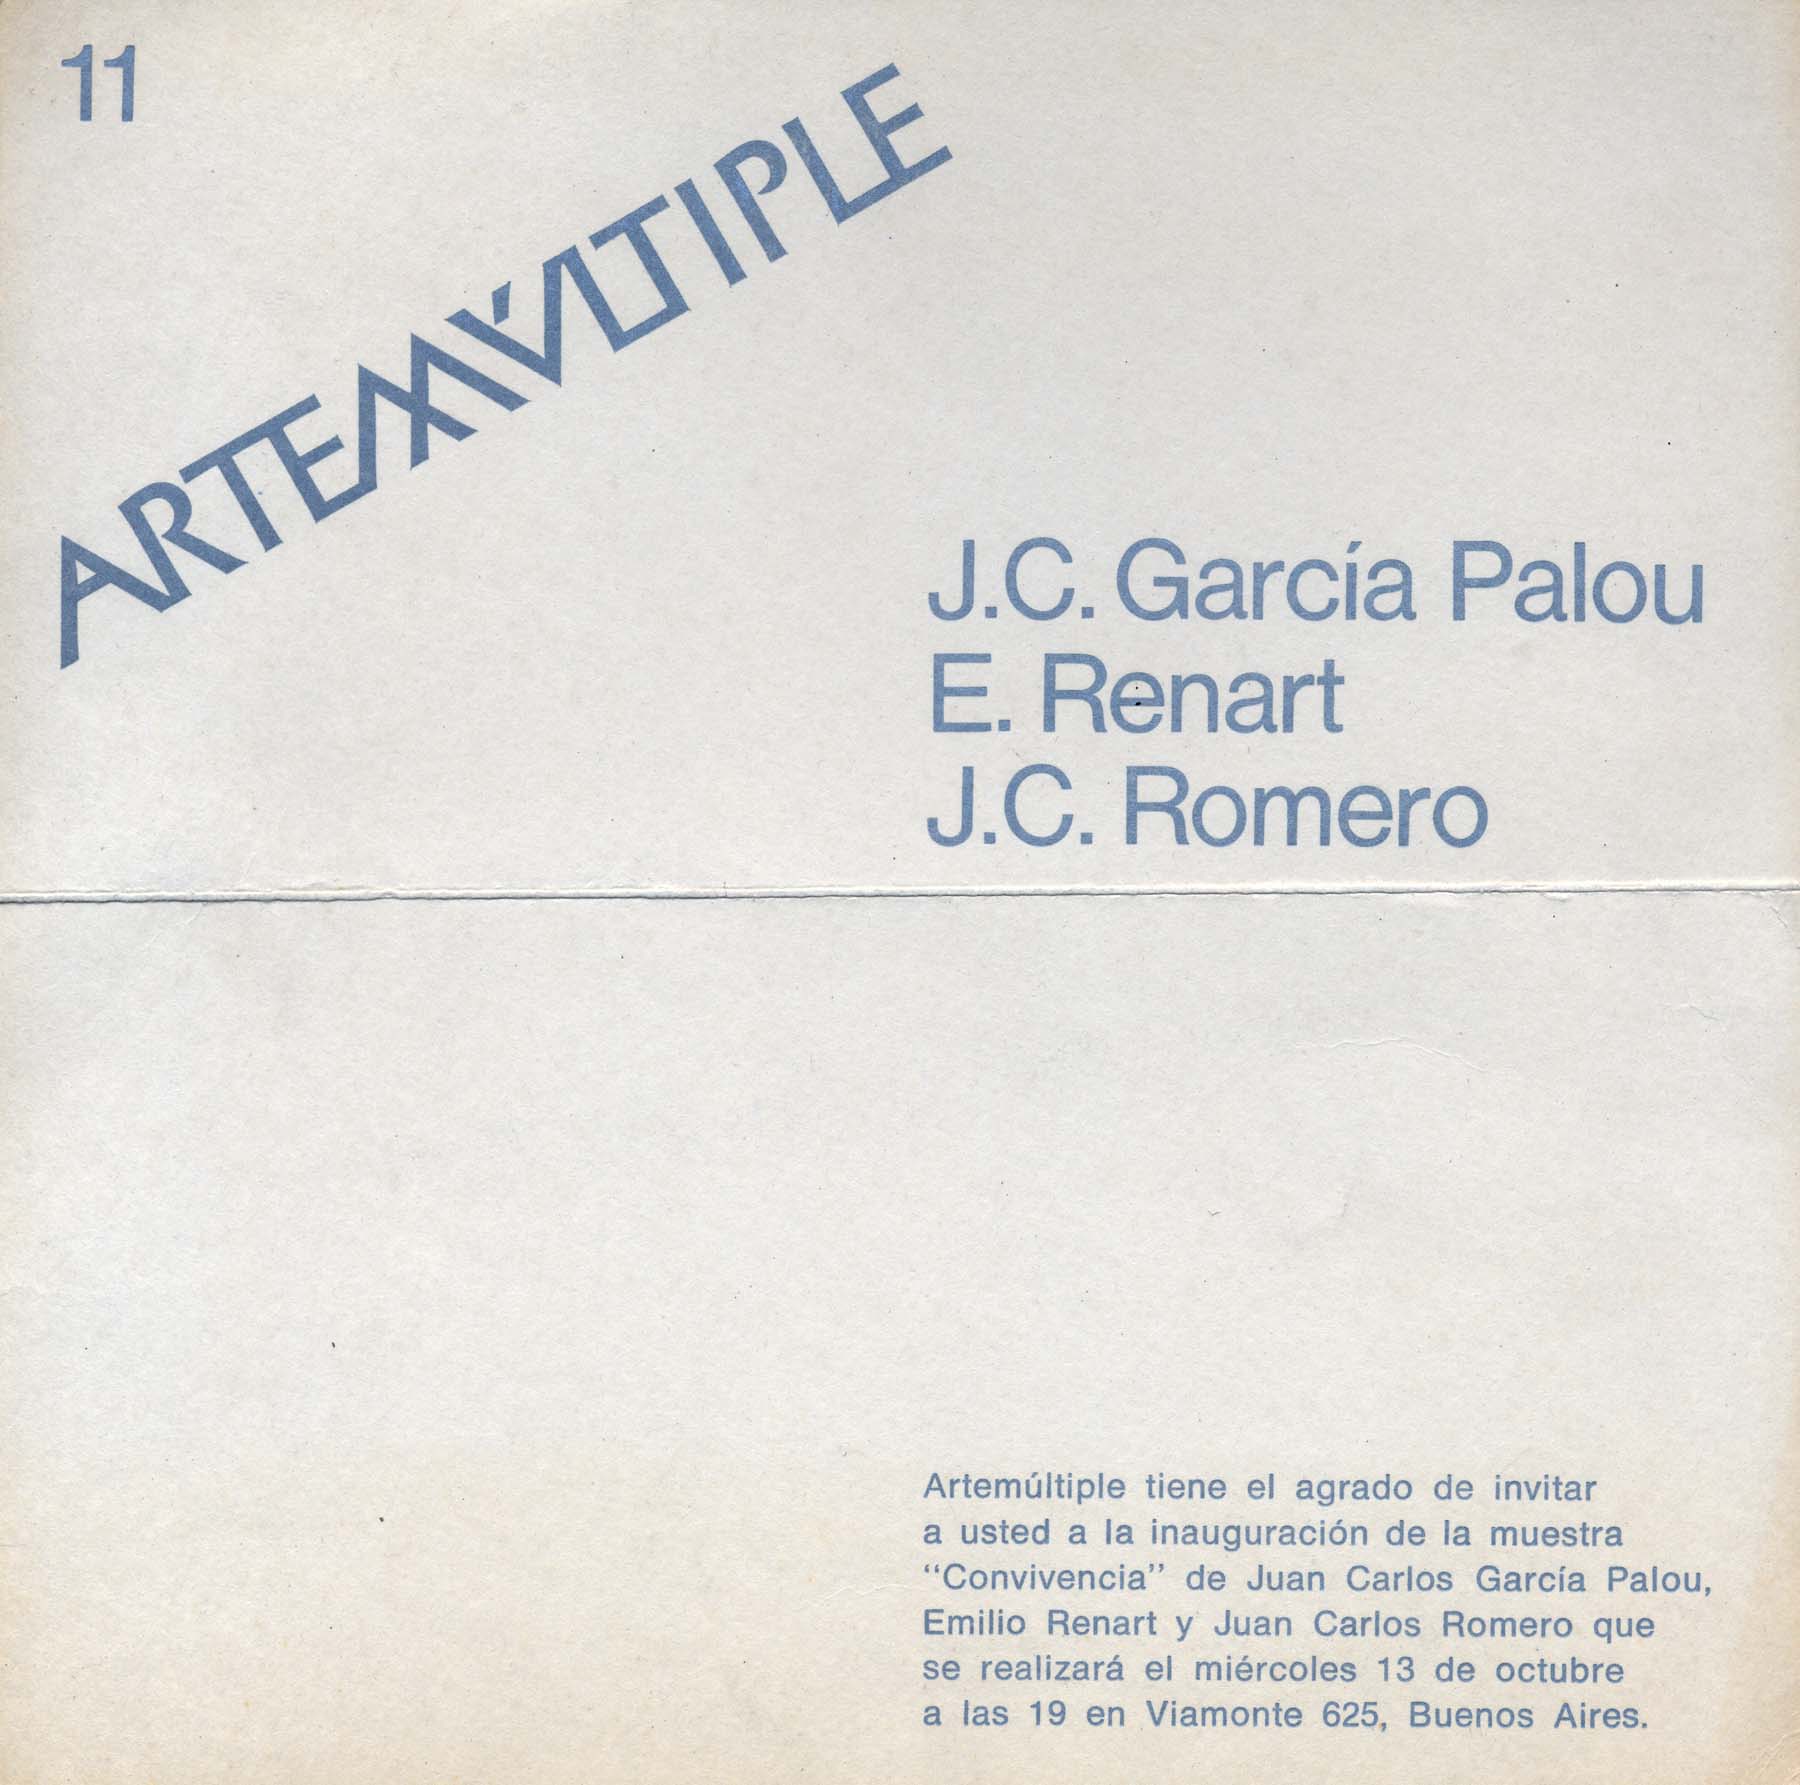 11
ARTEMÚLTIPLE
J.C. García Palou
E. Renart
J.C. Romero
Artemúltiple tiene el agrado de invitar
a usted a la inauguración de la muestra
“Convivencia” de Juan Carlos García Palou,
Emilio Renart y Juan Carlos Romero que
se realizará el miércoles 13 de octubre
a las 19 en Viamonte 625, Buenos Aires.